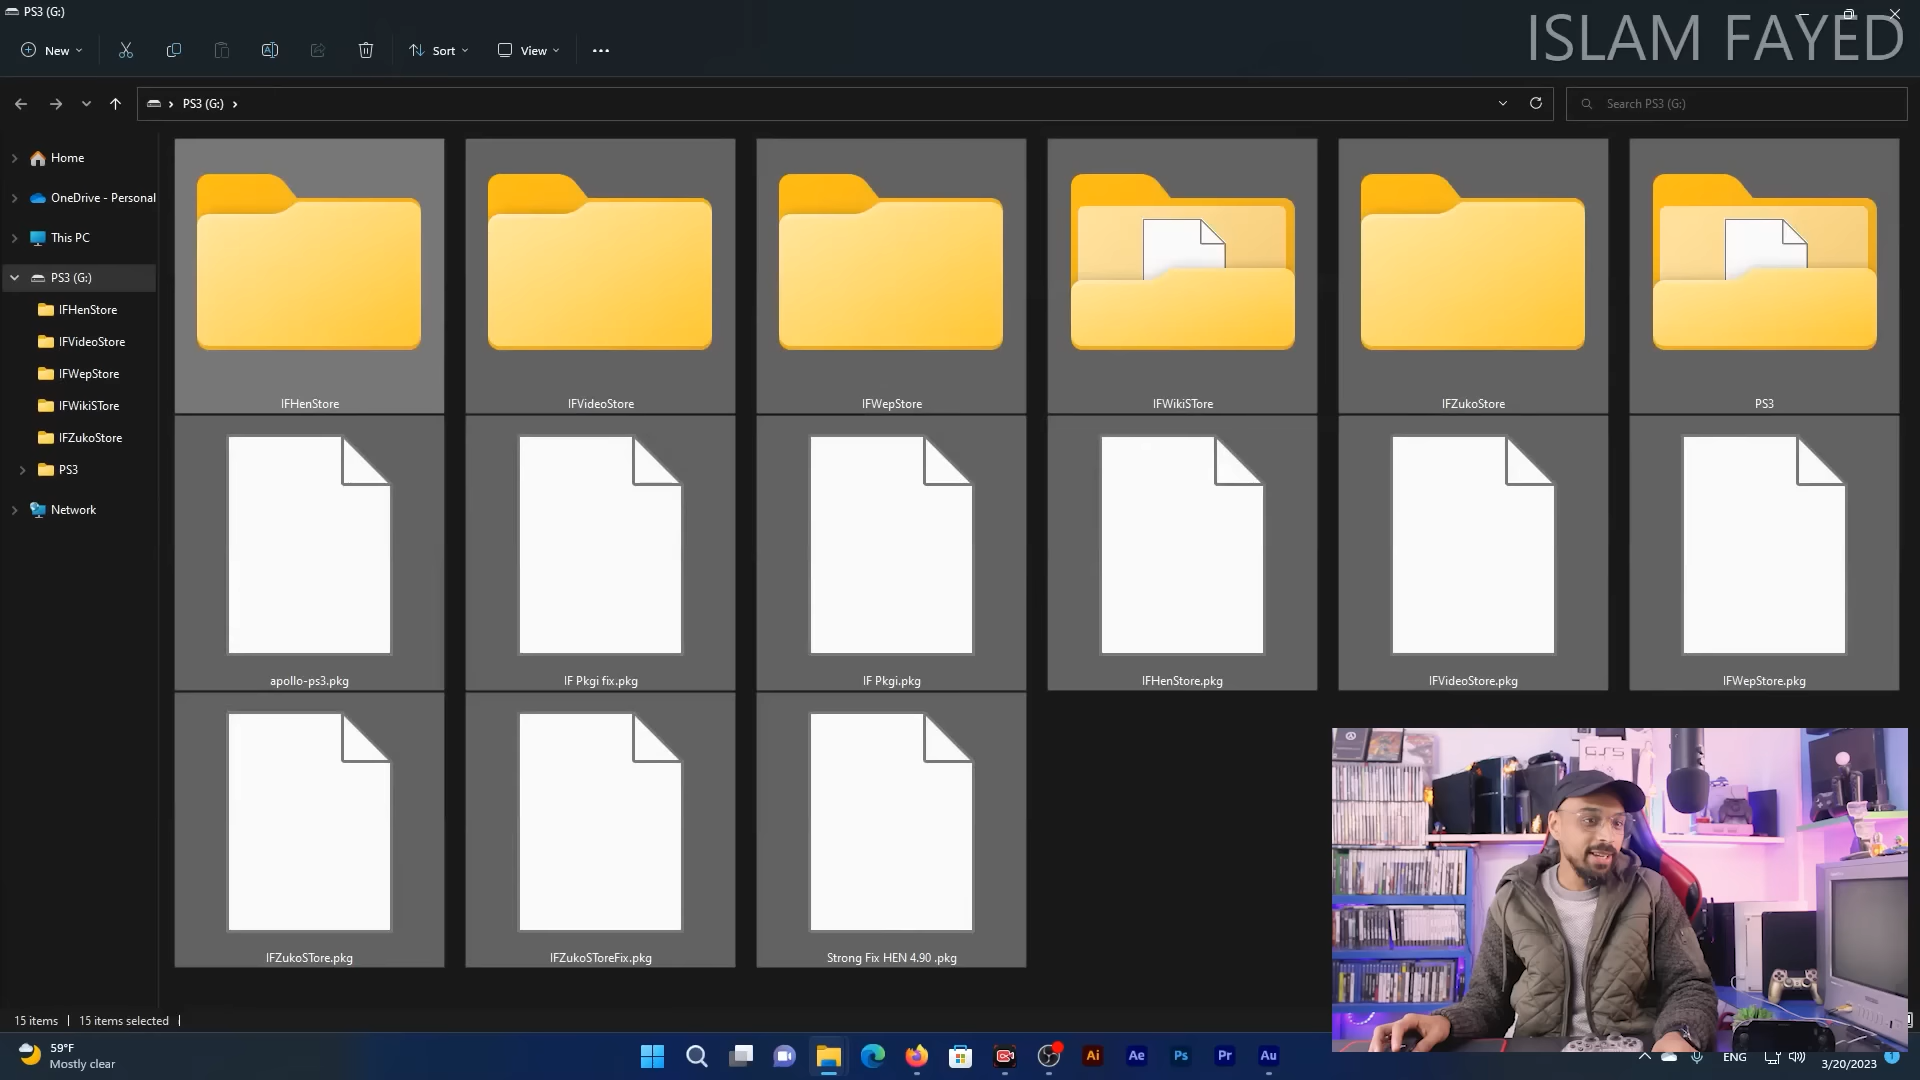 PS3 (G:)
ISLAM FAYED
New
Sort
View
PS3 (G:)
Search PS3 (G:)
Home
OneDrive - Personal
This PC
PS3 (G:)
IFHenStore
IFVideoStore
IFWepStore
IFWikiSTore
IFZukoStore
PS3
Network
IFHenStore
IFVideoStore
IFWepStore
IFWikiSTore
IFZukoStore
PS3
apollo-ps3.pkg
IF Pkgi fix.pkg
IF Pkgi.pkg
IFHenStore.pkg
IFVideoStore.pkg
IFWepStore.pkg
IFZukoSTore.pkg
IFZukoSToreFix.pkg
Strong Fix HEN 4.90 .pkg
15 items
15 items selected
59°F
Mostly clear
Ai
Ae
Ps
Pr
Au
ENG
3/20/2023
1